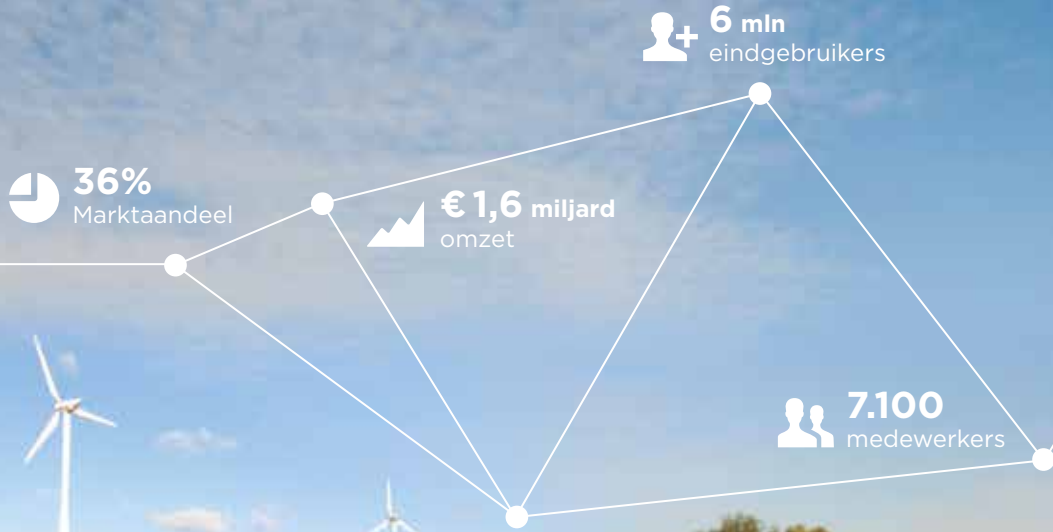 6 mln
eindgebruikers
36%
Marktaandeel
€ 1,6 miljard
omzet
7.100
medewerkers